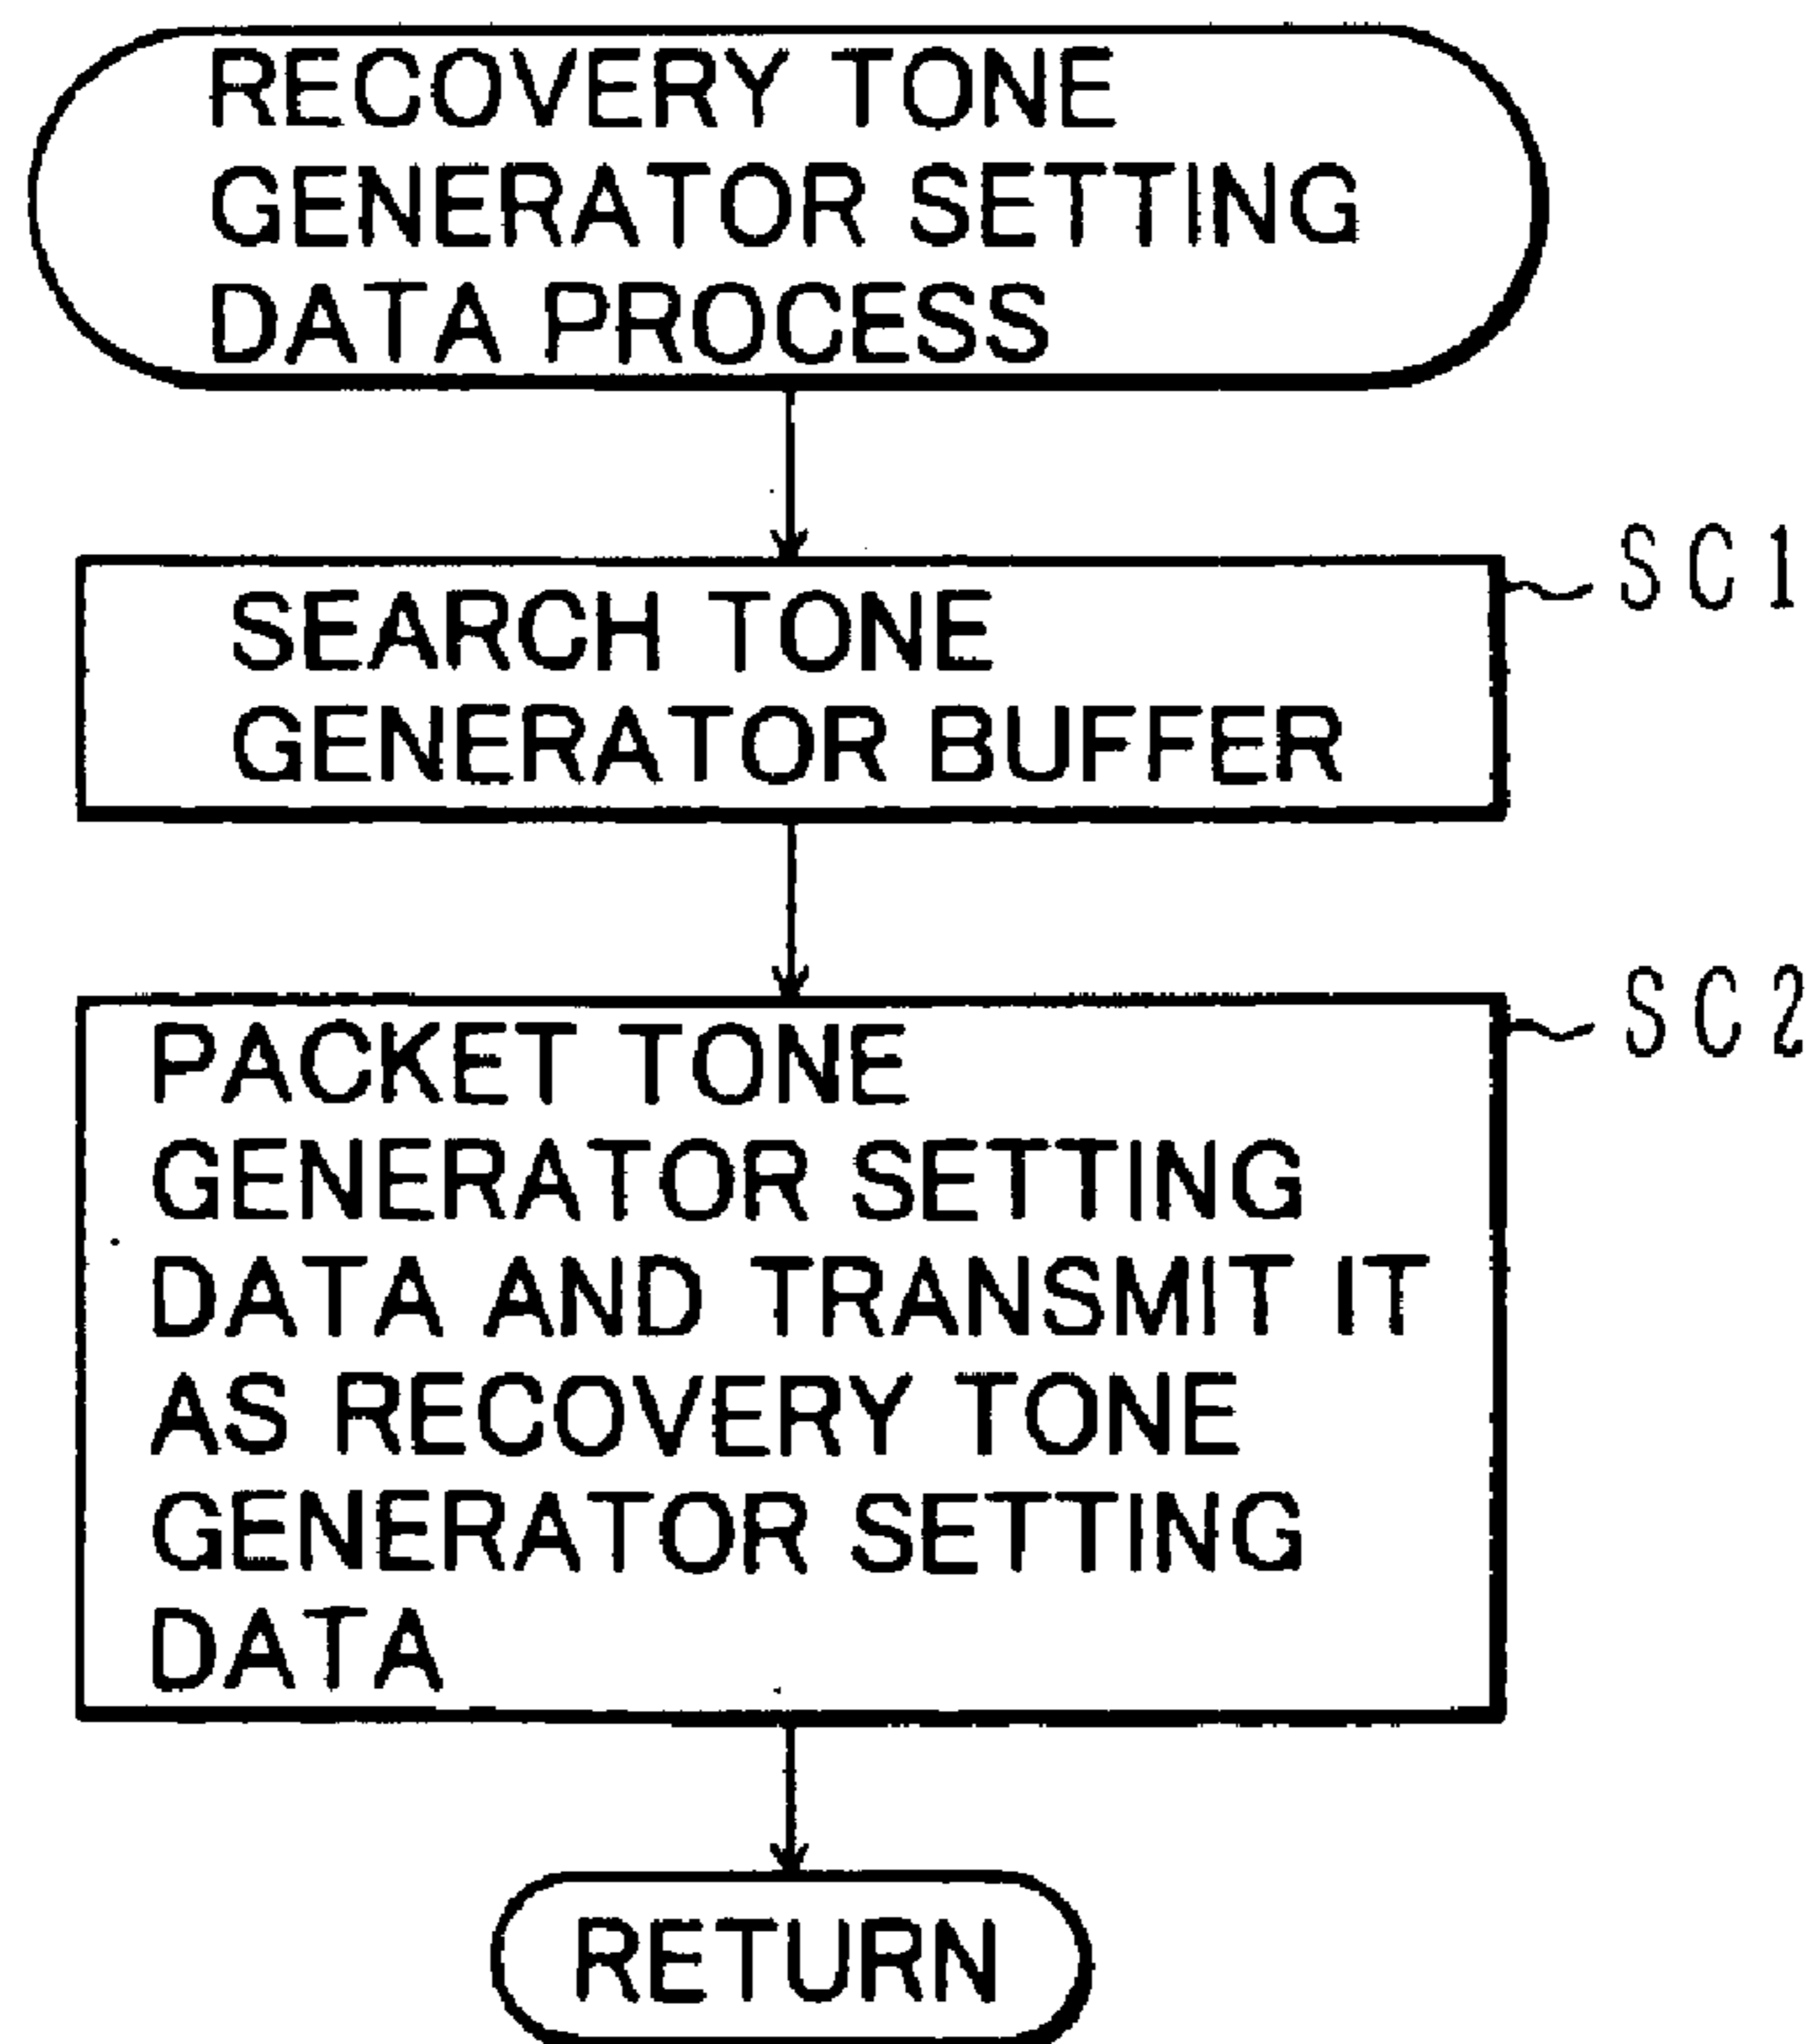 RECOVERY TONE
GENERATOR SETTING
DATA PROCESS
SC1
SEARCH TONE
GENERATOR BUFFER
SC2
PACKET TONE
GENERATOR SETTING
DATA AND TRANSMIT IT
AS RECOVERY TONE
GENERATOR SETTING
DATA
RETURN